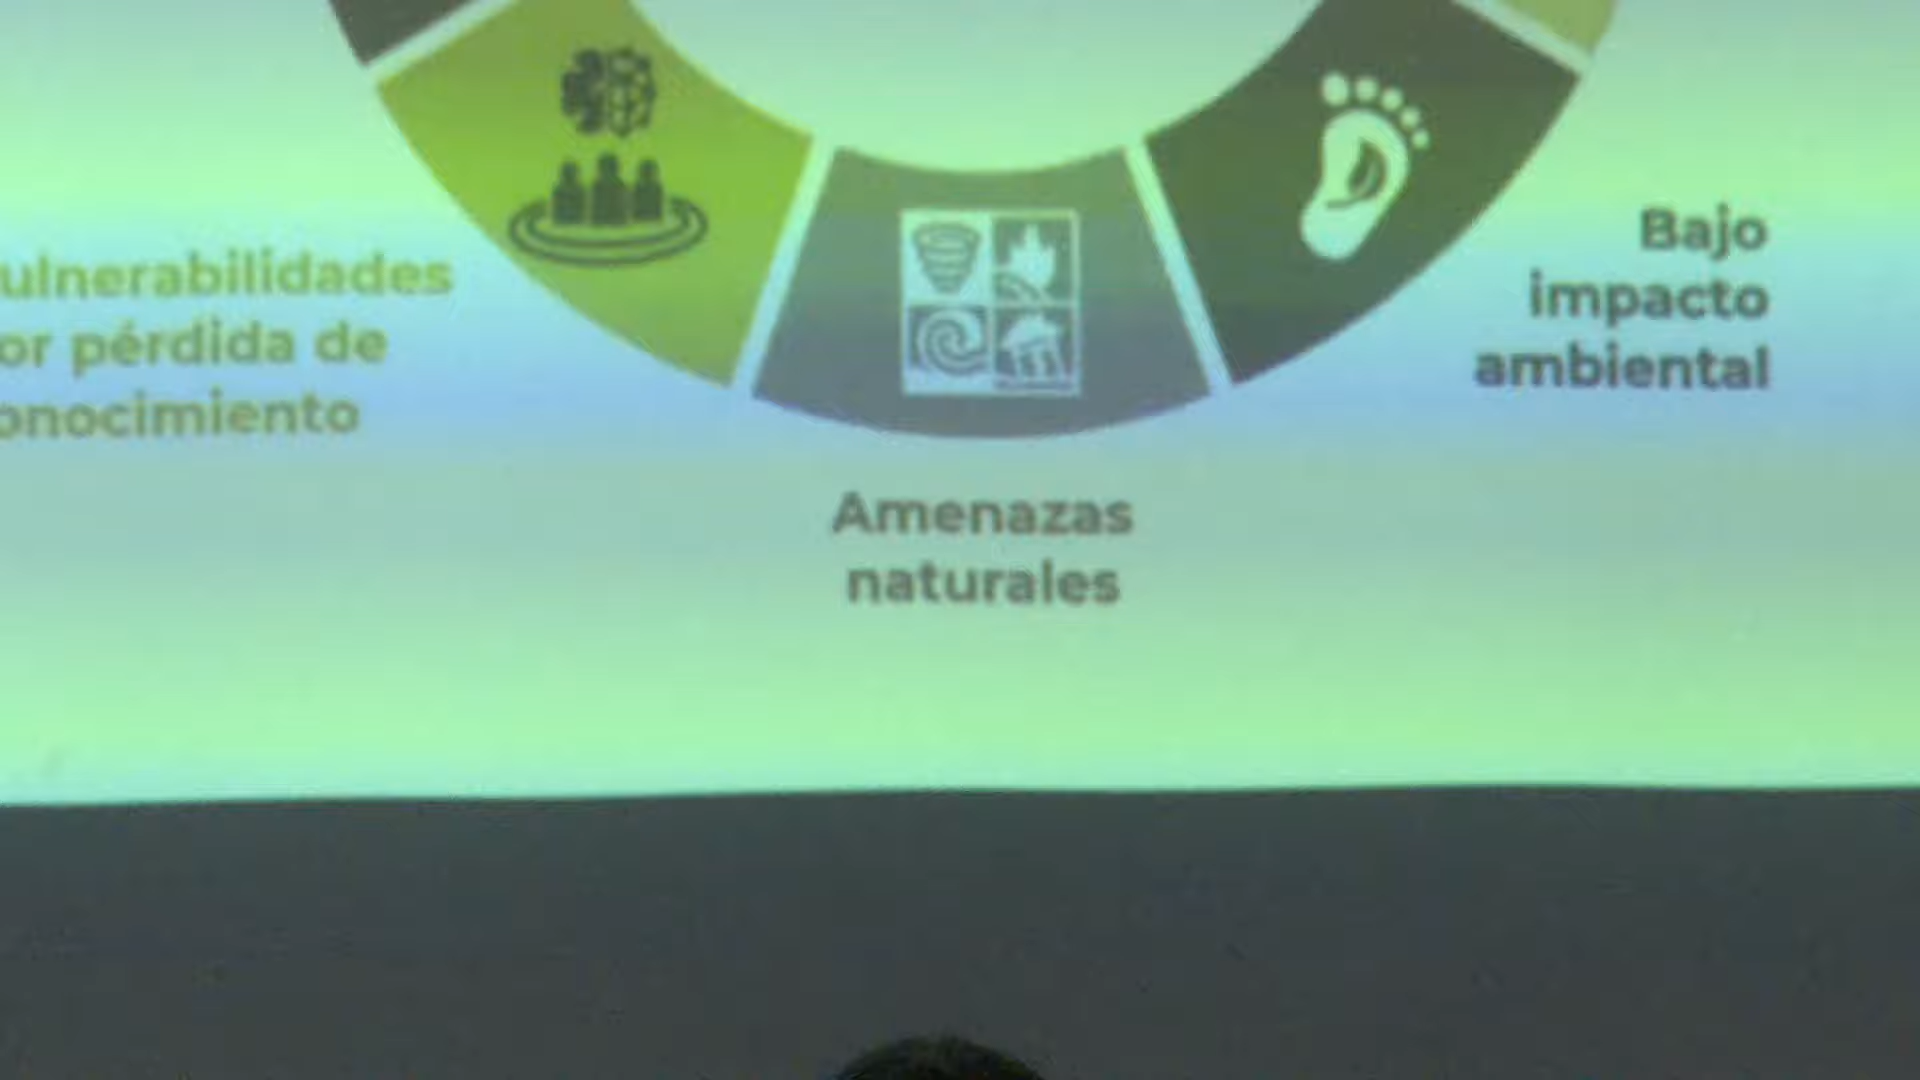 ulnerabilidades
or pérdida de
onocimiento
Amenazas
naturales
Bajo
impacto
ambiental